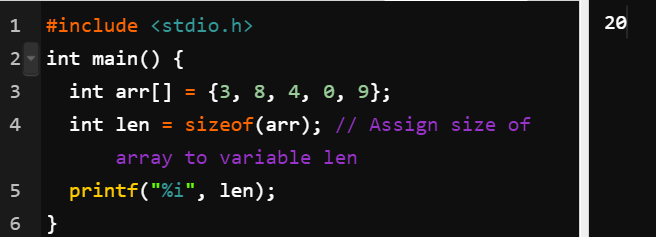 1 #include <stdio.h>
2 int main() {
3 int arr[] = {3, 8, 4, 0, 9};
4 int len = sizeof(arr); // Assign size of
array to variable len
5 printf("%i", len);
6 }
20